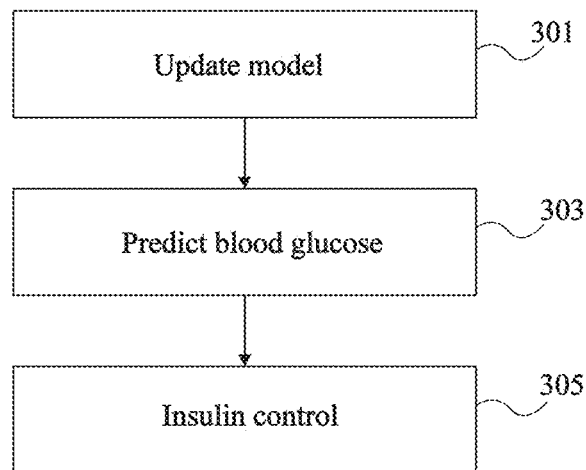 301
Update model
303
Predict blood glucose
305
Insulin control